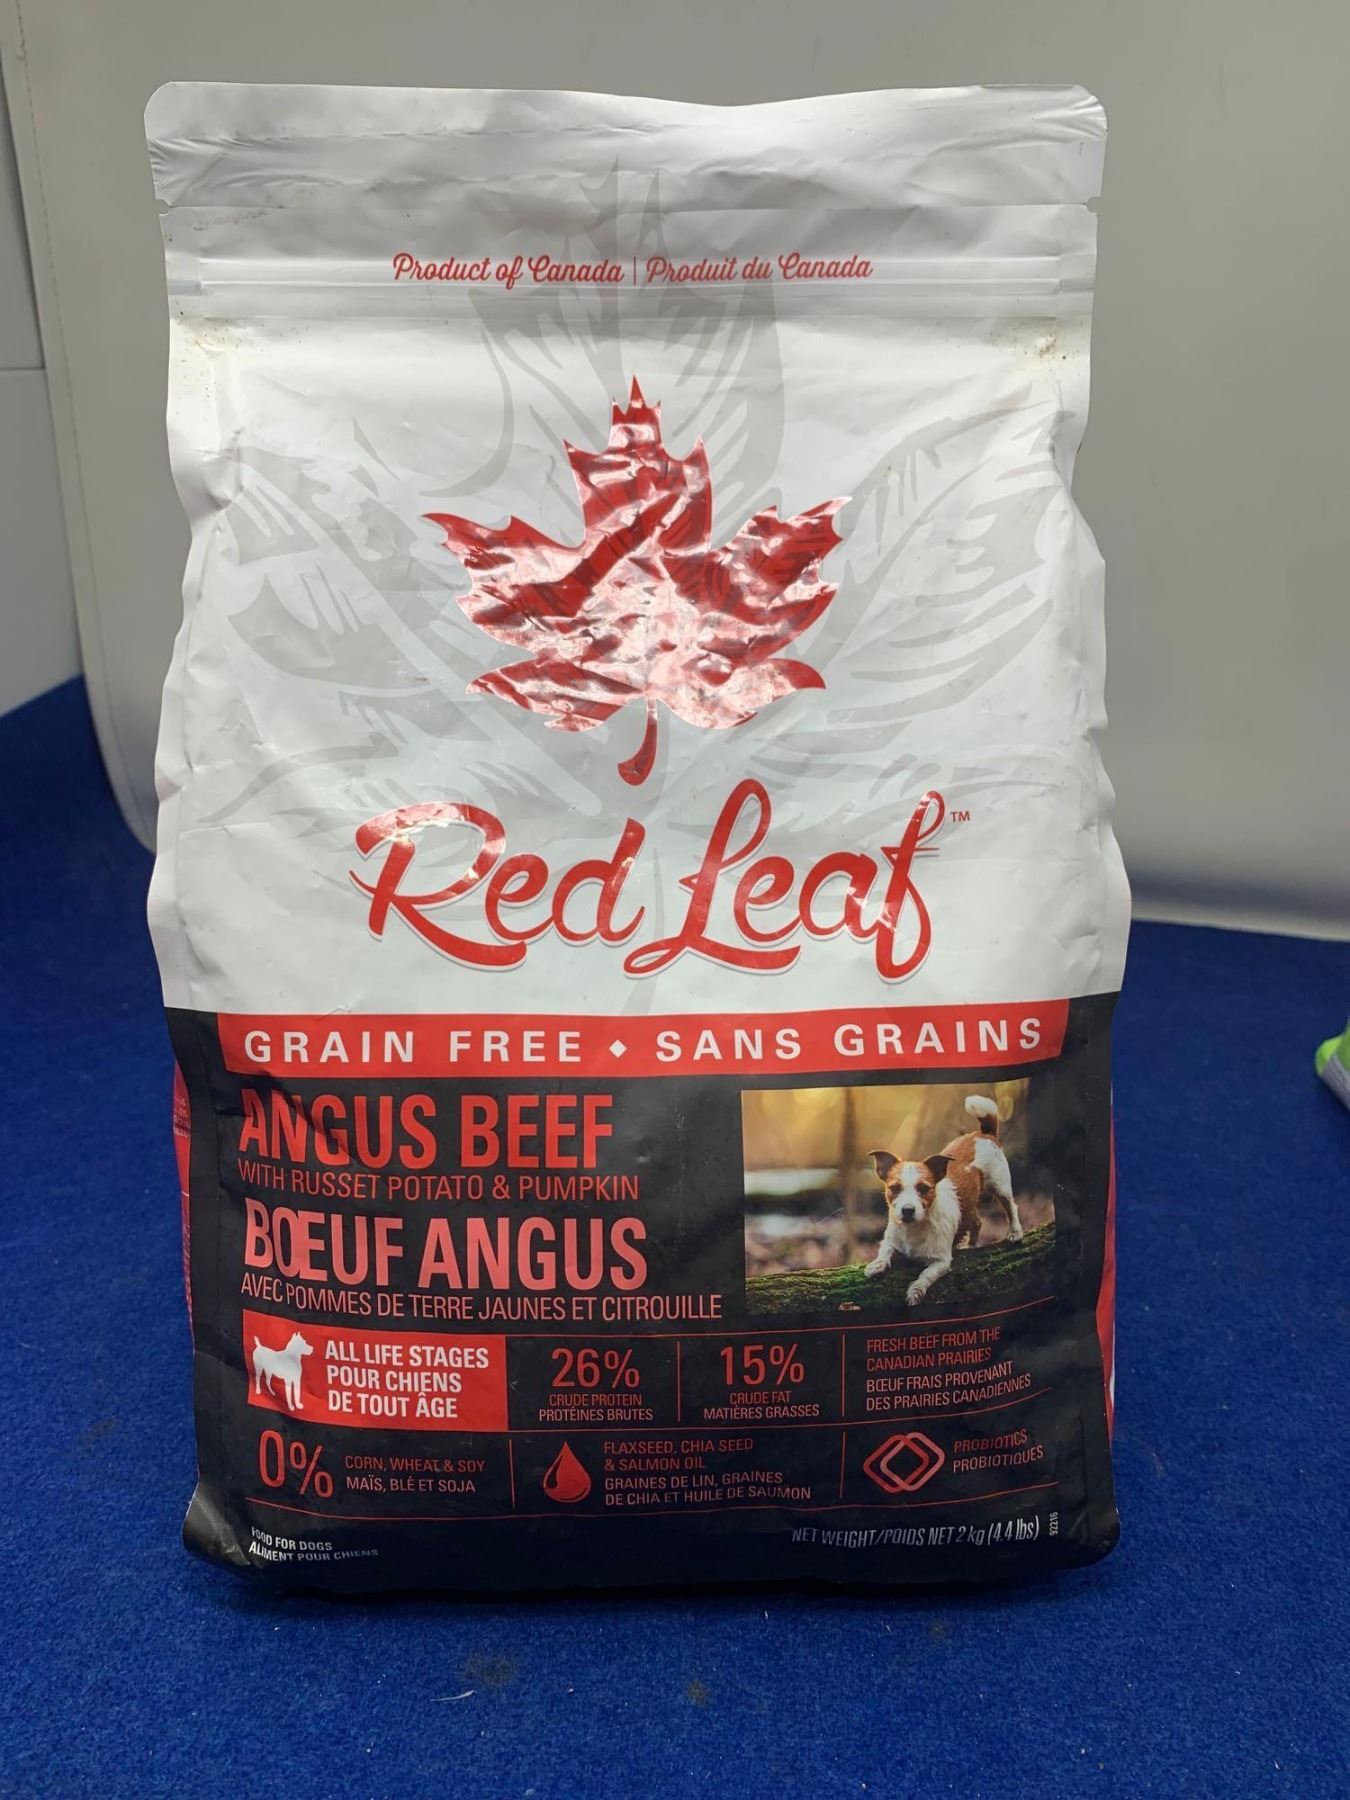 Product of Canada | Produit du Canada
Red Leaf™
GRAIN FREE • SANS GRAINS
ANGUS BEEF
WITH RUSSET POTATO & PUMPKIN
BŒUF ANGUS
AVEC POMMES DE TERRE JAUNES ET CITROUILLE
ALL LIFE STAGES
POUR CHIENS
DE TOUT ÂGE
26%
CRUDE PROTEIN
PROTÉINES BRUTES
15%
CRUDE FAT
MATIÈRES GRASSES
FRESH BEEF FROM THE
CANADIAN PRAIRIES
BŒUF FRAIS PROVENANT
DES PRAIRIES CANADIENNES
0%
CORN, WHEAT & SOY
MAÏS, BLÉ ET SOJA
FLAXSEED, CHIA SEED
& SALMON OIL
GRAINES DE LIN, GRAINES
DE CHIA ET HUILE DE SAUMON
PROBIOTICS
PROBIOTIQUES
FOOD FOR DOGS
ALIMENT POUR CHIENS
NET WEIGHT/POIDS NET 2 kg (4.4 lbs)
92216